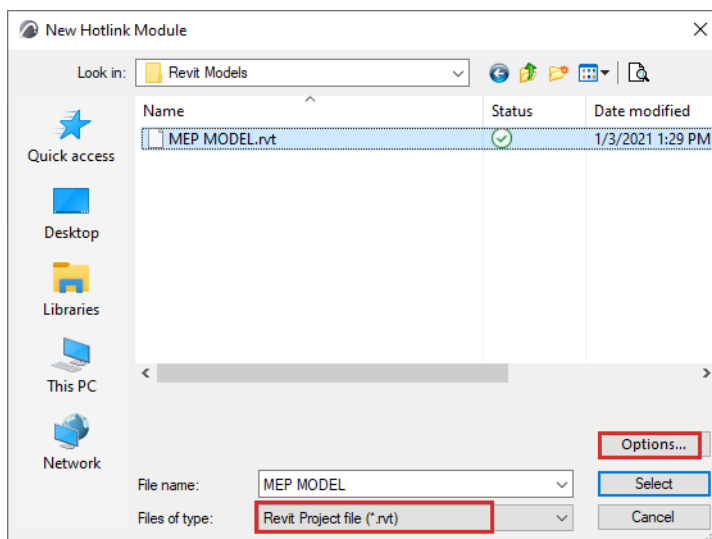 New Hotlink Module
Look in: Revit Models
Name Status Date modified
MEP MODEL.rvt 1/3/2021 1:29 PM
Quick access
Desktop
Libraries
This PC
Network
Options...
File name: MEP MODEL Select
Files of type: Revit Project file (*.rvt) Cancel